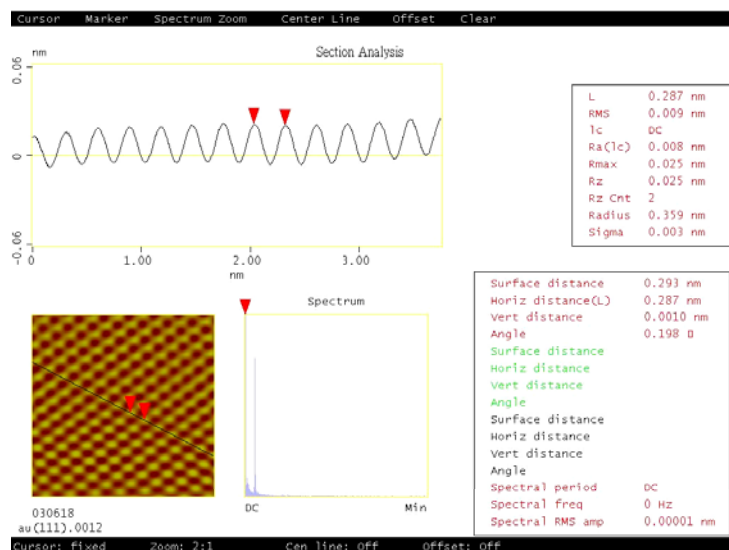 Cursor Marker Spectrum Zoom Center Line Offset Clear
nm
Section Analysis
0.06
0
-0.06
0 1.00 2.00 3.00
nm
L 0.287 nm
RMS 0.009 nm
lc DC
Ra(lc) 0.008 nm
Rmax 0.025 nm
Rz 0.025 nm
Rz Cnt 2
Radius 0.359 nm
Sigma 0.003 nm
Surface distance 0.293 nm
Horiz distance(L) 0.287 nm
Vert distance 0.0010 nm
Angle 0.198 ▯
Surface distance
Horiz distance
Vert distance
Angle
Surface distance
Horiz distance
Vert distance
Angle
Spectral period DC
Spectral freq 0 Hz
Spectral RMS amp 0.00001 nm
Spectrum
DC Min
030618
au(111).0012
Cursor: fixed Zoom: 2:1 Cen line: Off Offset: Off